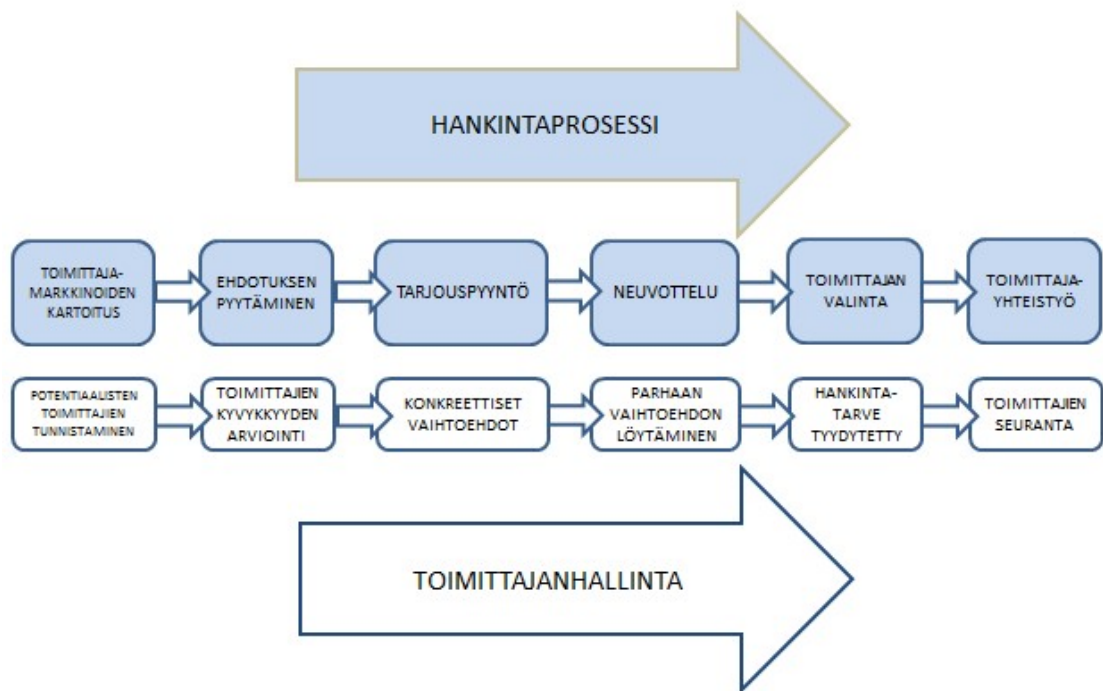 HANKINTAPROSESSI
TOIMITTAJA-
MARKKINOIDEN
KARTOITUS
EHDOTUKSEN
PYYTÄMINEN
TARJOUSPYYNTÖ
NEUVOTTELU
TOIMITTAJAN
VALINTA
TOIMITTAJA-
YHTEISTYÖ
POTENTIAALISTEN
TOIMITTAJIEN
TUNNISTAMINEN
TOIMITTAJIEN
KYVYKKYYDEN
ARVIOINTI
KONKREETTISET
VAIHTOEHDOT
PARHAAN
VAIHTOEHDON
LÖYTÄMINEN
HANKINTA-
TARVE
TYYDYTETTY
TOIMITTAJIEN
SEURANTA
TOIMITTAJANHALLINTA